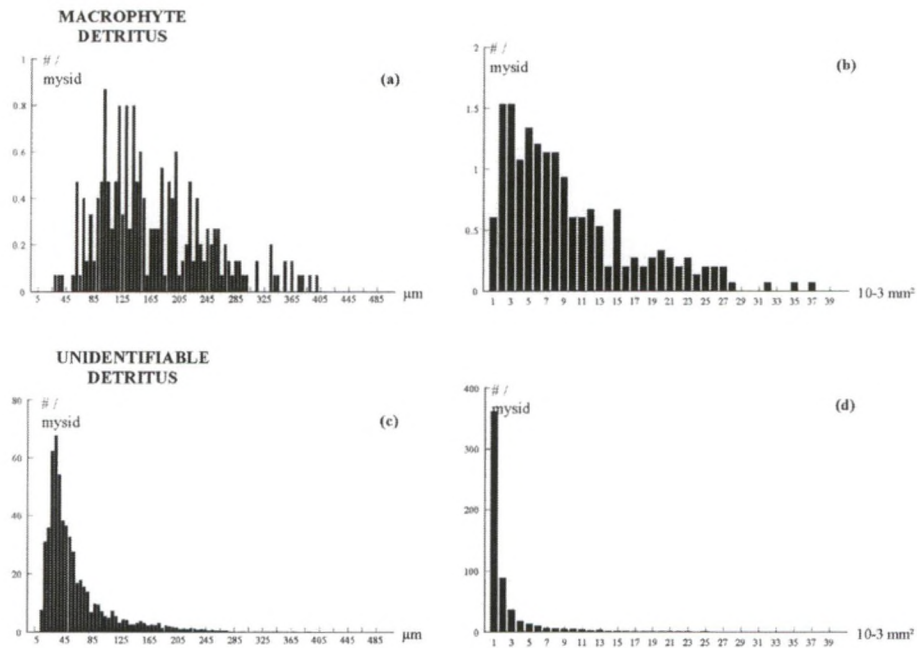 MACROPHYTE
DETRITUS
# /
mysid
(a)
1
0.8
0.6
0.4
0.2
0
5 45 85 125 165 205 245 285 325 365 405 445 485 µm
# /
mysid
(b)
2
1.5
1
0.5
0
1 3 5 7 9 11 13 15 17 19 21 23 25 27 29 31 33 35 37 39 10-3 mm²
UNIDENTIFIABLE
DETRITUS
# /
mysid
(c)
80
60
40
20
0
5 45 85 125 165 205 245 285 325 365 405 445 485 µm
# /
mysid
(d)
400
300
200
100
0
1 3 5 7 9 11 13 15 17 19 21 23 25 27 29 31 33 35 37 39 10-3 mm²